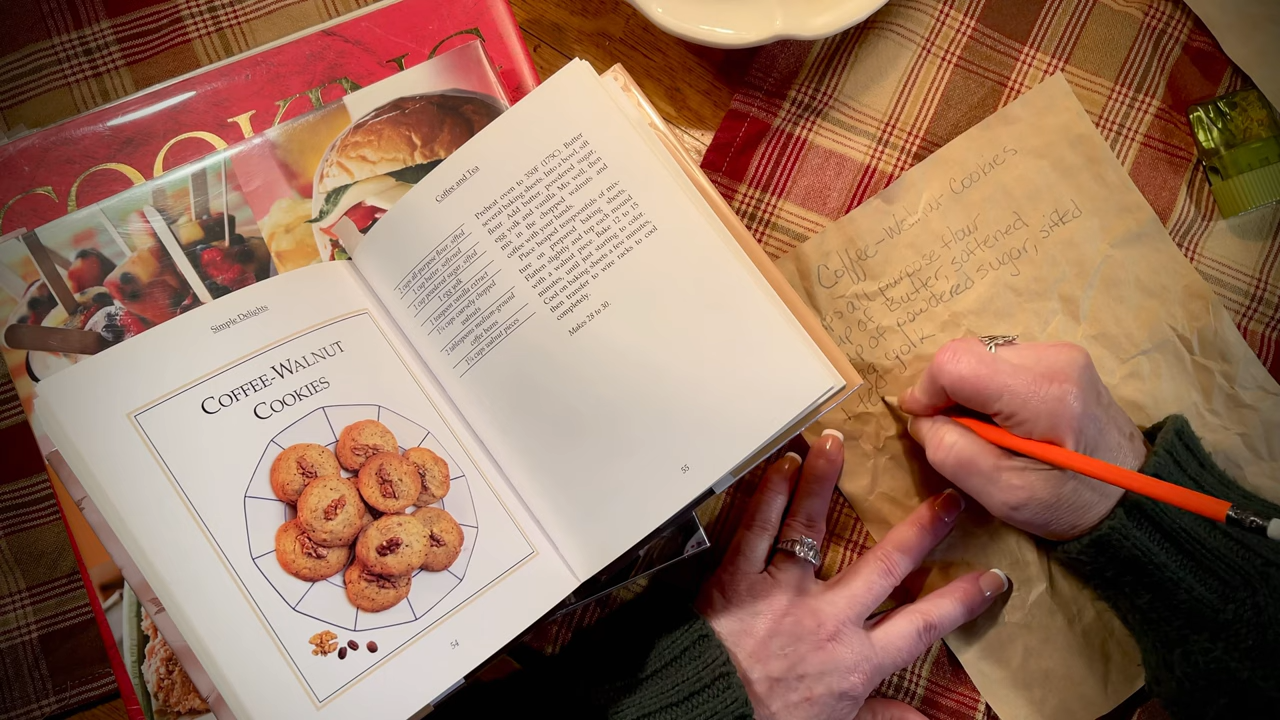 COOKING
Simple Delights
COFFEE-WALNUT
COOKIES
54
Coffee and Tea
2 cups all-purpose flour, sifted
1 cup butter, softened
1 cup powdered sugar, sifted
1 egg yolk
1 teaspoon vanilla extract
1¼ cups coarsely chopped
walnuts
2 tablespoons medium-ground
coffee beans
1¼ cups walnut pieces
Preheat oven to 350F (175C). Butter
several baking sheets. Into a bowl, sift
flour. Add butter, powdered sugar,
egg yolk and vanilla. Mix well, then
mix in the chopped walnuts and
coffee with your hands.
Place heaped teaspoonfuls of mix-
ture on prepared baking sheets.
Flatten slightly and top each mound
with a walnut piece. Bake 12 to 15
minutes until just starting to color.
Cool on baking sheets a few minutes,
then transfer to wire racks to cool
completely.
Makes 28 to 30.
55
Coffee-Walnut Cookies
all purpose flour
of Butter, softened
of powdered sugar, sifted
yolk